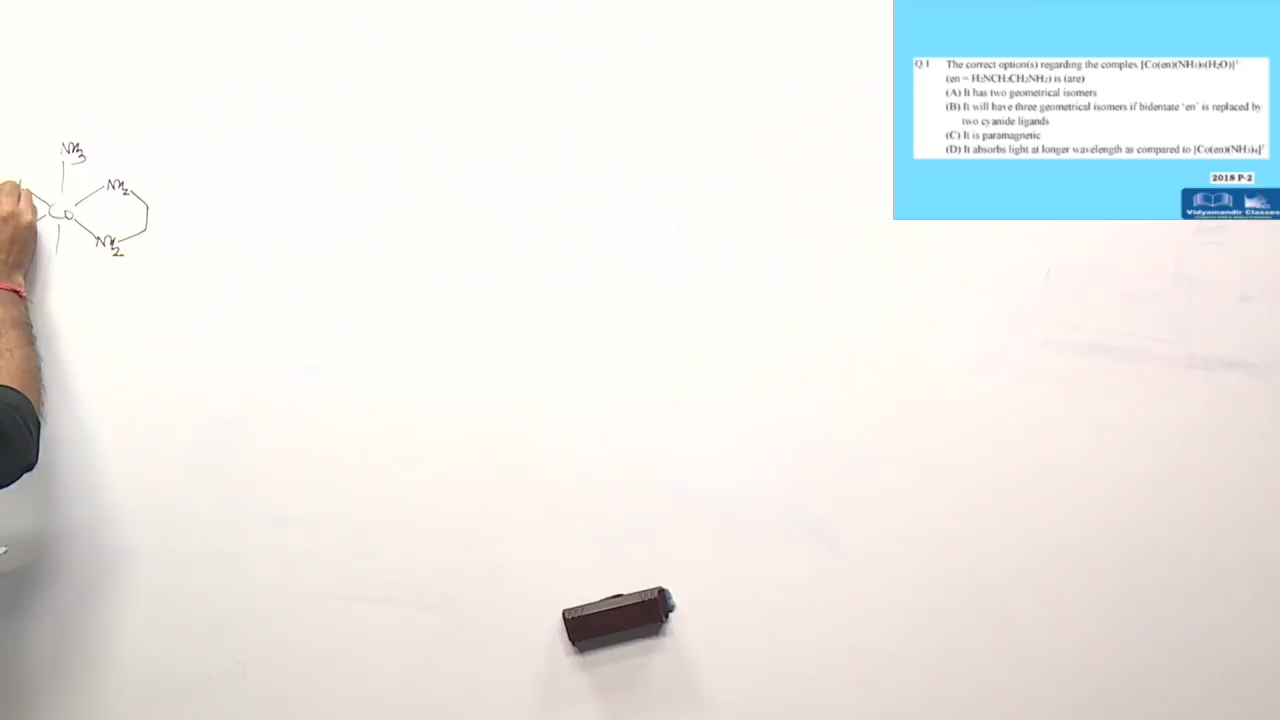 Q.1 The correct option(s) regarding the complex [Co(en)(NH₃)₃(H₂O)]³
(en = H₂NCH₂CH₂NH₂) is (are)
(A) It has two geometrical isomers
(B) It will have three geometrical isomers if bidentate 'en' is replaced by
two cyanide ligands
(C) It is paramagnetic
(D) It absorbs light at longer wavelength as compared to [Co(en)(NH₃)₄]³
2018 P-2
Vidyamandir Classes
NH3
NH2
Co
NH2